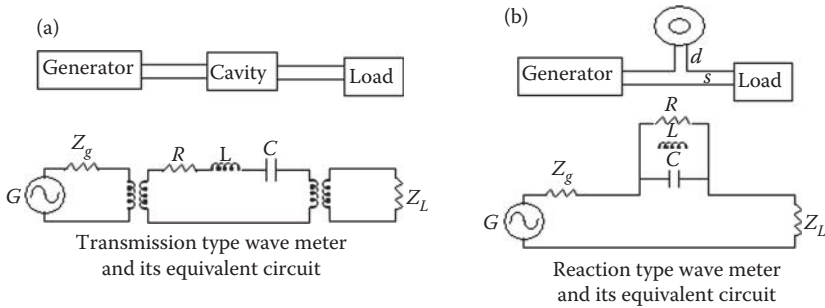 (a)
Generator
Cavity
Load
Z_g
R
L
C
G
Z_L
Transmission type wave meter
and its equivalent circuit
(b)
d
Generator
s
Load
R
L
C
Z_g
G
Z_L
Reaction type wave meter
and its equivalent circuit